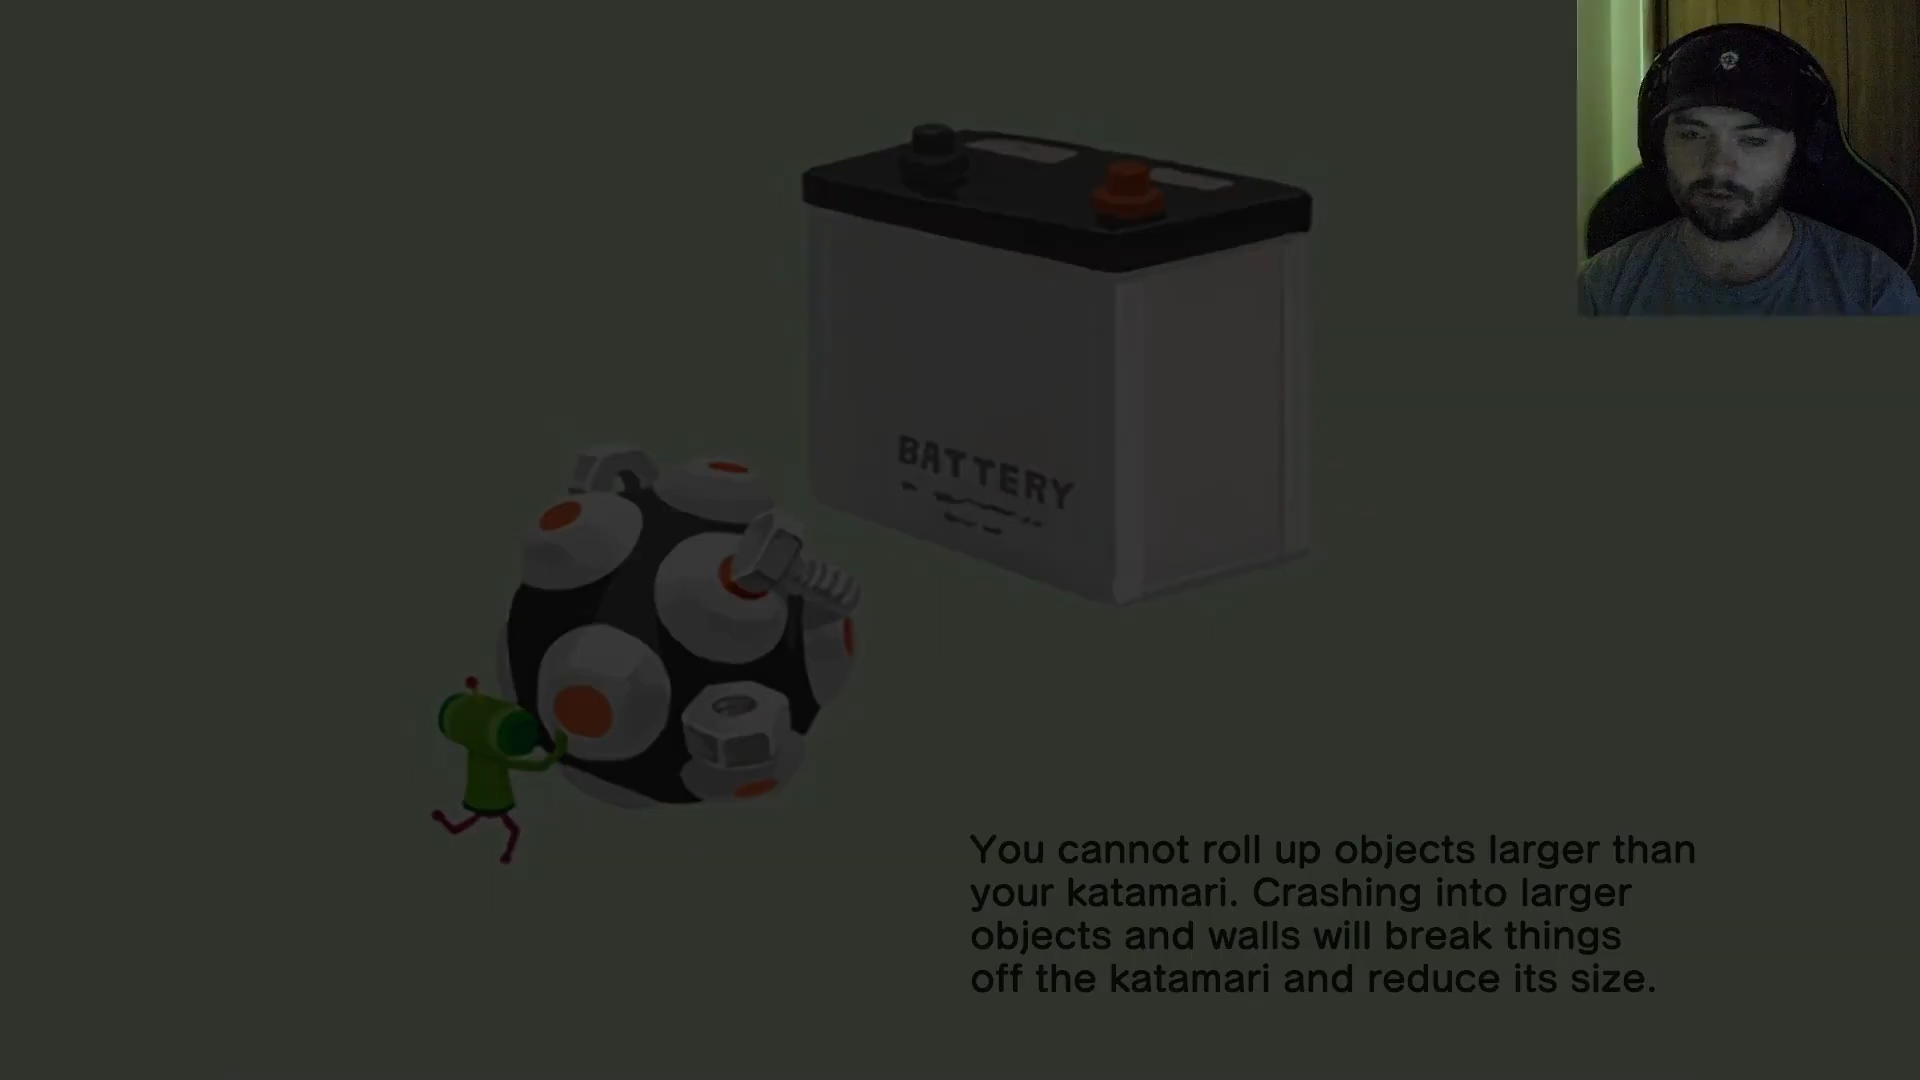 BATTERY
You cannot roll up objects larger than
your katamari. Crashing into larger
objects and walls will break things
off the katamari and reduce its size.